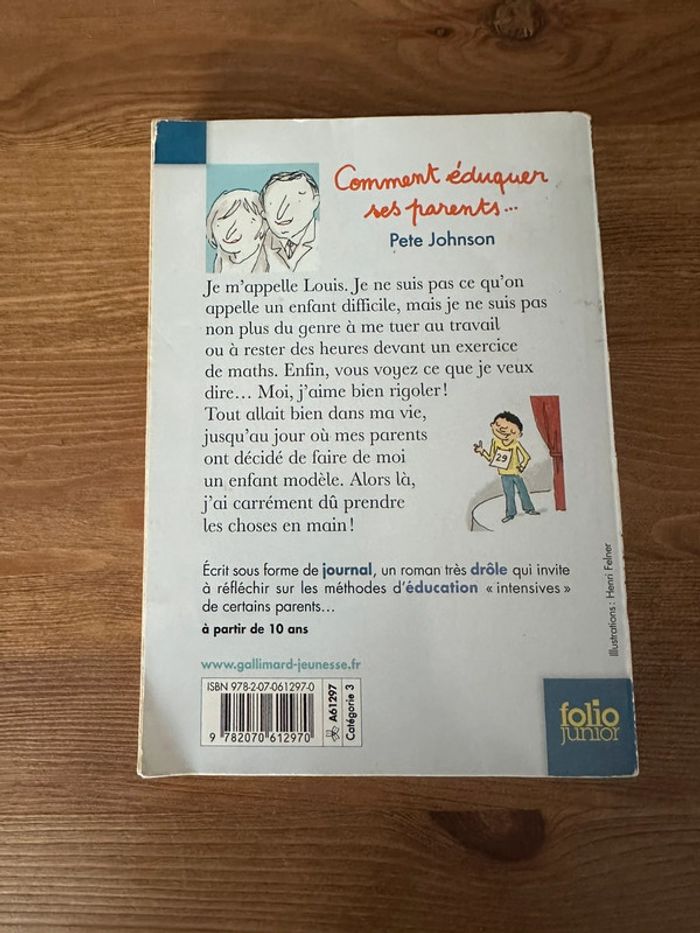 Comment éduquer
ses parents...
Pete Johnson
Je m'appelle Louis. Je ne suis pas ce qu'on
appelle un enfant difficile, mais je ne suis pas
non plus du genre à me tuer au travail
ou à rester des heures devant un exercice
de maths. Enfin, vous voyez ce que je veux
dire... Moi, j'aime bien rigoler !
Tout allait bien dans ma vie,
jusqu'au jour où mes parents
ont décidé de faire de moi
un enfant modèle. Alors là,
j'ai carrément dû prendre
les choses en main !
29
Écrit sous forme de journal, un roman très drôle qui invite
à réfléchir sur les méthodes d'éducation « intensives »
de certains parents...
à partir de 10 ans
Illustrations : Henri Felner
www.gallimard-jeunesse.fr
ISBN 978-2-07-061297-0
9 782070 612970
A61297
Catégorie 3
folio
junior